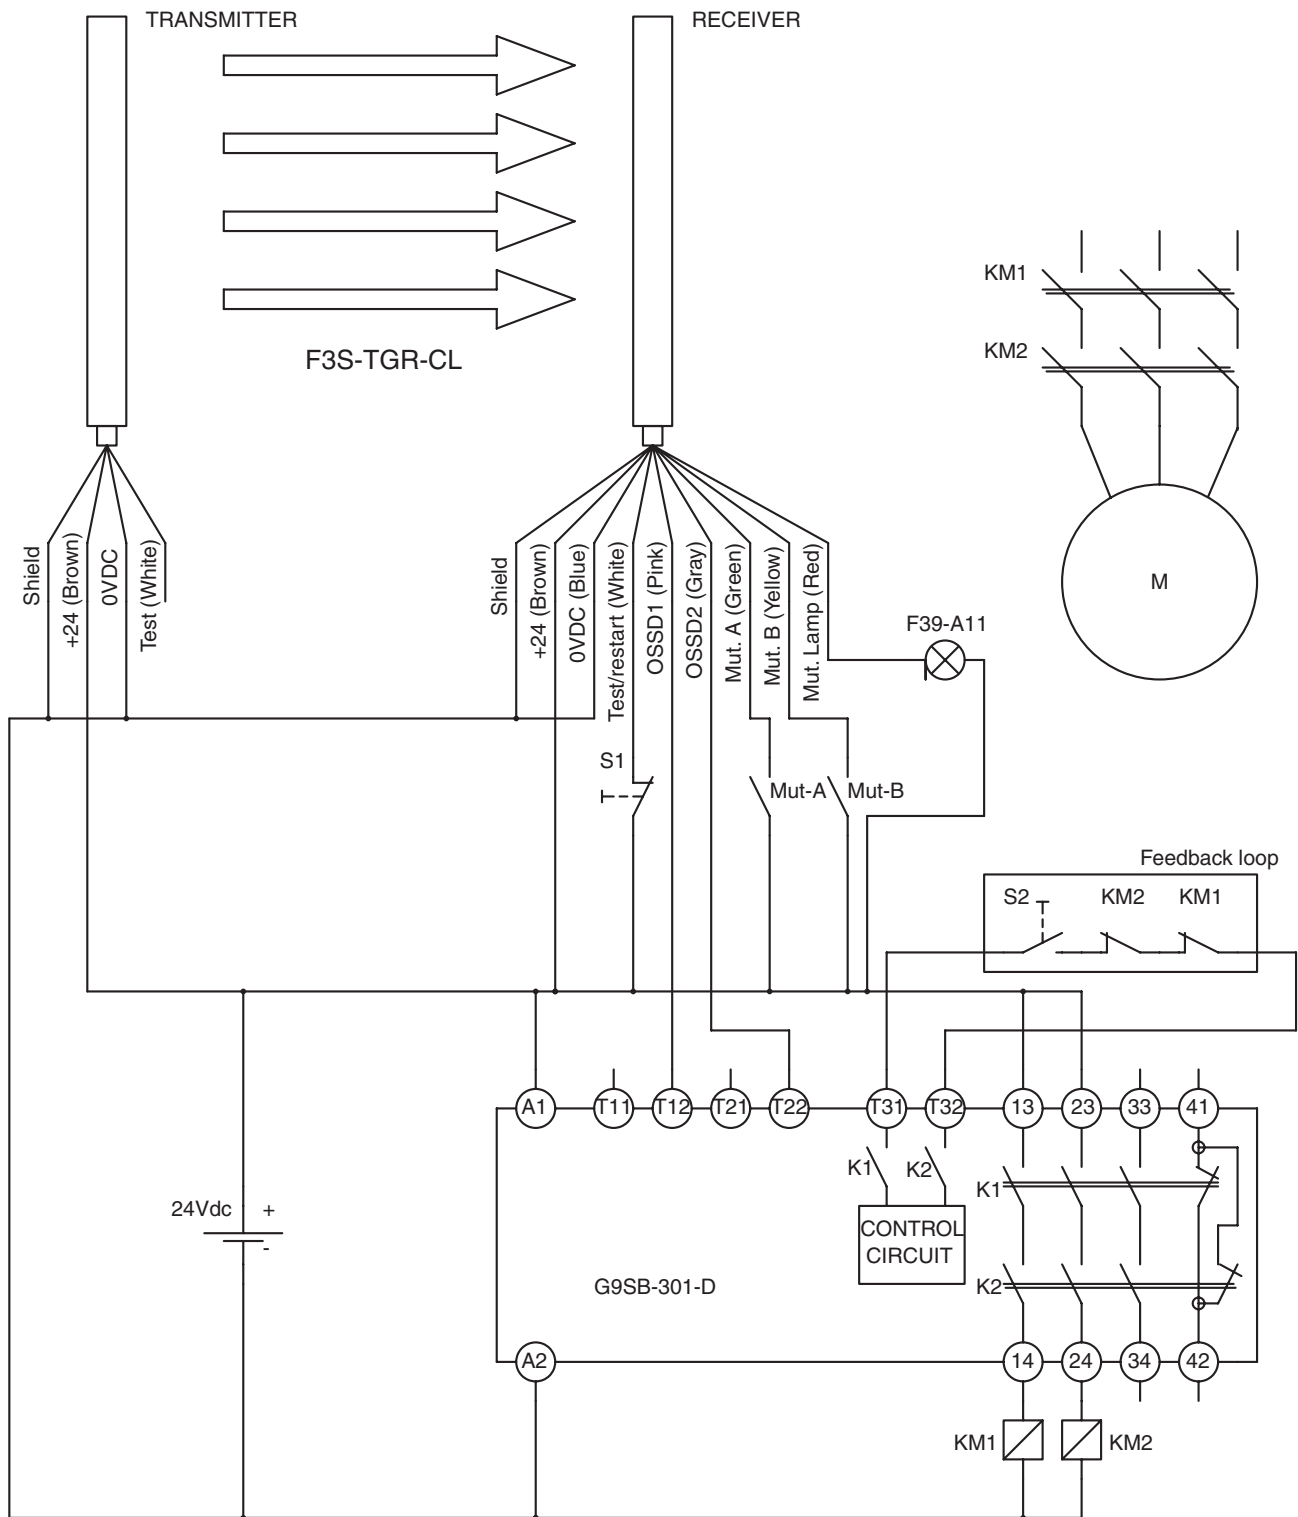 TRANSMITTER
RECEIVER
F3S-TGR-CL
KM1
KM2
M
Shield
+24 (Brown)
0VDC
Test (White)
Shield
+24 (Brown)
0VDC (Blue)
Test/restart (White)
OSSD1 (Pink)
OSSD2 (Gray)
Mut. A (Green)
Mut. B (Yellow)
Mut. Lamp (Red)
F39-A11
S1
Mut-A
Mut-B
Feedback loop
S2
KM2
KM1
A1
T11
T12
T21
T22
T31
T32
13
23
33
41
K1
K2
K1
24Vdc
+
-
CONTROL
CIRCUIT
G9SB-301-D
K2
A2
14
24
34
42
KM1
KM2